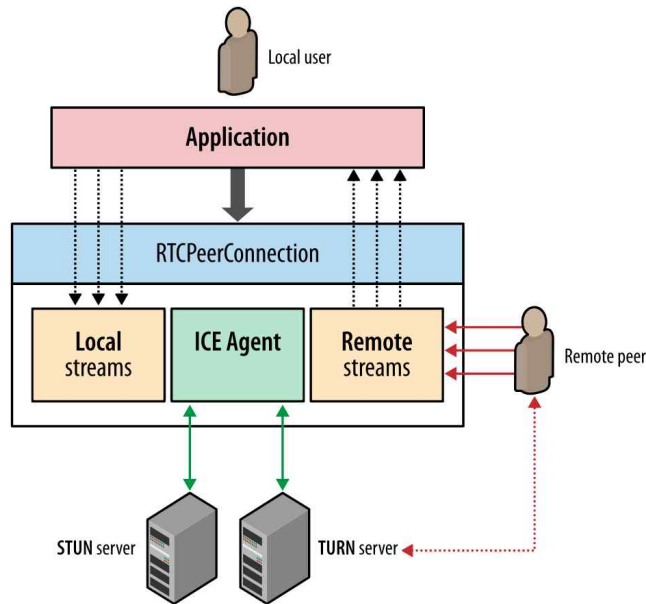 Local user
Application
RTCPeerConnection
Local
streams
ICE Agent
Remote
streams
Remote peer
STUN server
TURN server